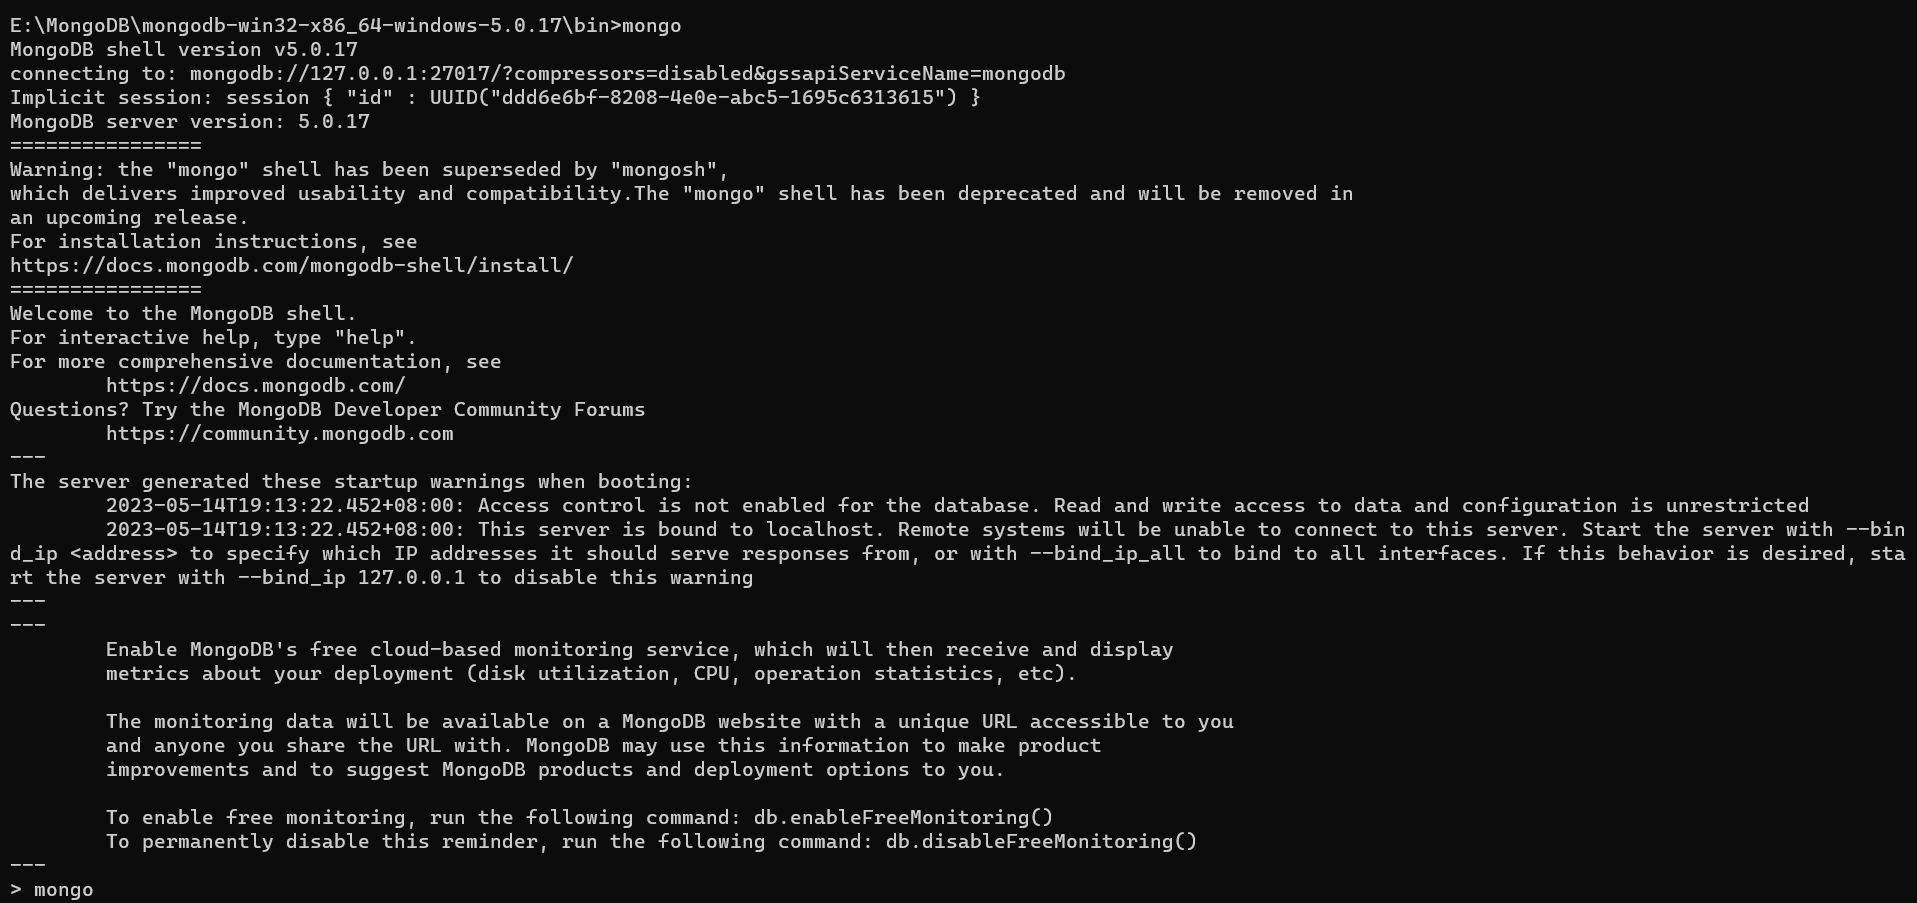 E:\MongoDB\mongodb-win32-x86_64-windows-5.0.17\bin>mongo
MongoDB shell version v5.0.17
connecting to: mongodb://127.0.0.1:27017/?compressors=disabled&gssapiServiceName=mongodb
Implicit session: session { "id" : UUID("ddd6e6bf-8208-4e0e-abc5-1695c6313615") }
MongoDB server version: 5.0.17
================
Warning: the "mongo" shell has been superseded by "mongosh",
which delivers improved usability and compatibility.The "mongo" shell has been deprecated and will be removed in
an upcoming release.
For installation instructions, see
https://docs.mongodb.com/mongodb-shell/install/
================
Welcome to the MongoDB shell.
For interactive help, type "help".
For more comprehensive documentation, see
        https://docs.mongodb.com/
Questions? Try the MongoDB Developer Community Forums
        https://community.mongodb.com
---
The server generated these startup warnings when booting:
        2023-05-14T19:13:22.452+08:00: Access control is not enabled for the database. Read and write access to data and configuration is unrestricted
        2023-05-14T19:13:22.452+08:00: This server is bound to localhost. Remote systems will be unable to connect to this server. Start the server with --bin
d_ip <address> to specify which IP addresses it should serve responses from, or with --bind_ip_all to bind to all interfaces. If this behavior is desired, sta
rt the server with --bind_ip 127.0.0.1 to disable this warning
---
---
        Enable MongoDB's free cloud-based monitoring service, which will then receive and display
        metrics about your deployment (disk utilization, CPU, operation statistics, etc).

        The monitoring data will be available on a MongoDB website with a unique URL accessible to you
        and anyone you share the URL with. MongoDB may use this information to make product
        improvements and to suggest MongoDB products and deployment options to you.

        To enable free monitoring, run the following command: db.enableFreeMonitoring()
        To permanently disable this reminder, run the following command: db.disableFreeMonitoring()
---
> mongo